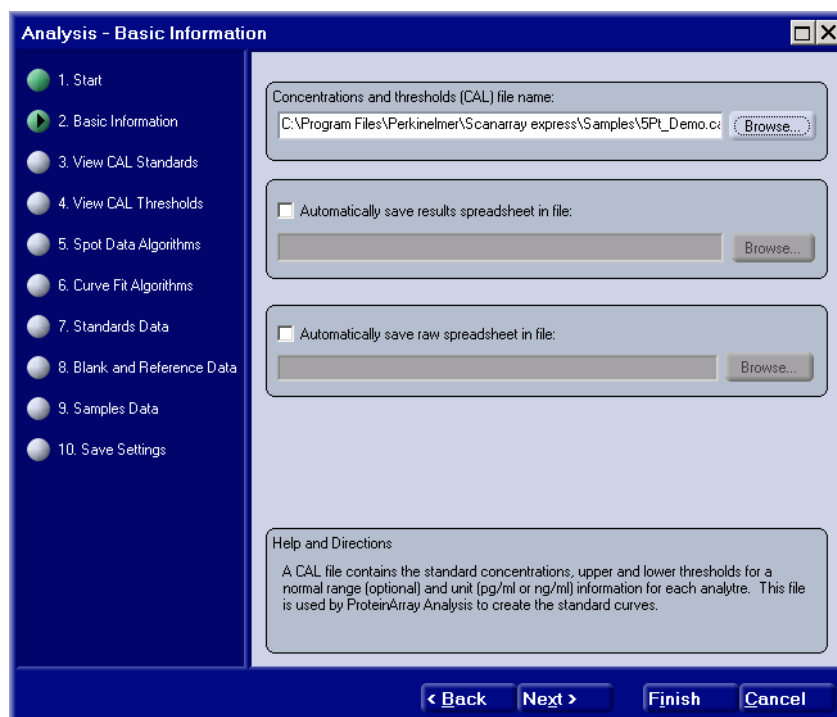 Analysis - Basic Information
1. Start
2. Basic Information
3. View CAL Standards
4. View CAL Thresholds
5. Spot Data Algorithms
6. Curve Fit Algorithms
7. Standards Data
8. Blank and Reference Data
9. Samples Data
10. Save Settings
Concentrations and thresholds (CAL) file name:
C:\Program Files\PerkinElmer\Scanarray express\Samples\5Pt_Demo.ca
Browse...
Automatically save results spreadsheet in file:
Browse...
Automatically save raw spreadsheet in file:
Browse...
Help and Directions
A CAL file contains the standard concentrations, upper and lower thresholds for a
normal range (optional) and unit (pg/ml or ng/ml) information for each analytre. This file
is used by ProteinArray Analysis to create the standard curves.
< Back
Next >
Finish
Cancel